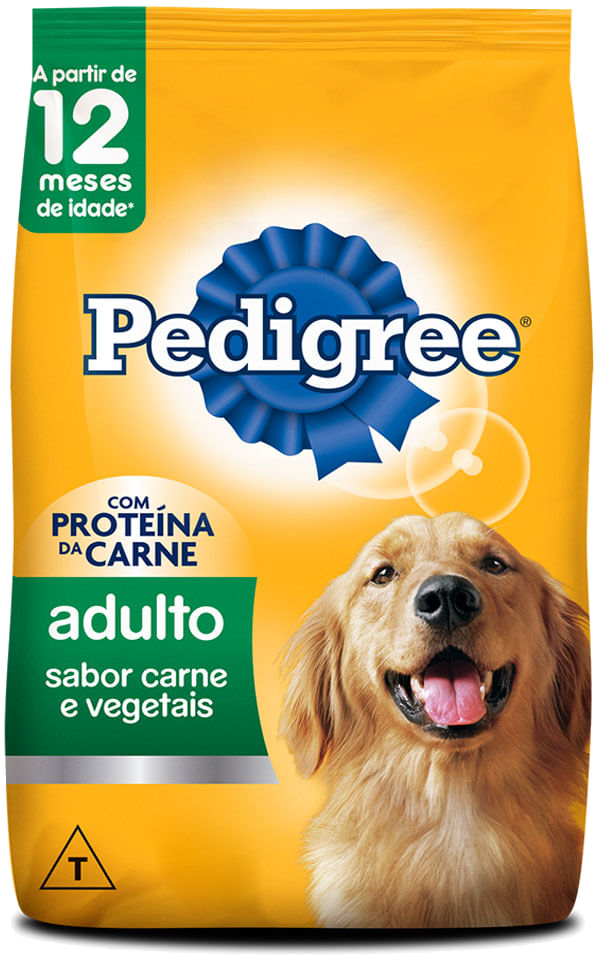 A partir de
12
meses
de idade*
Pedigree®
COM
PROTEÍNA
DA CARNE
adulto
sabor carne
e vegetais
T